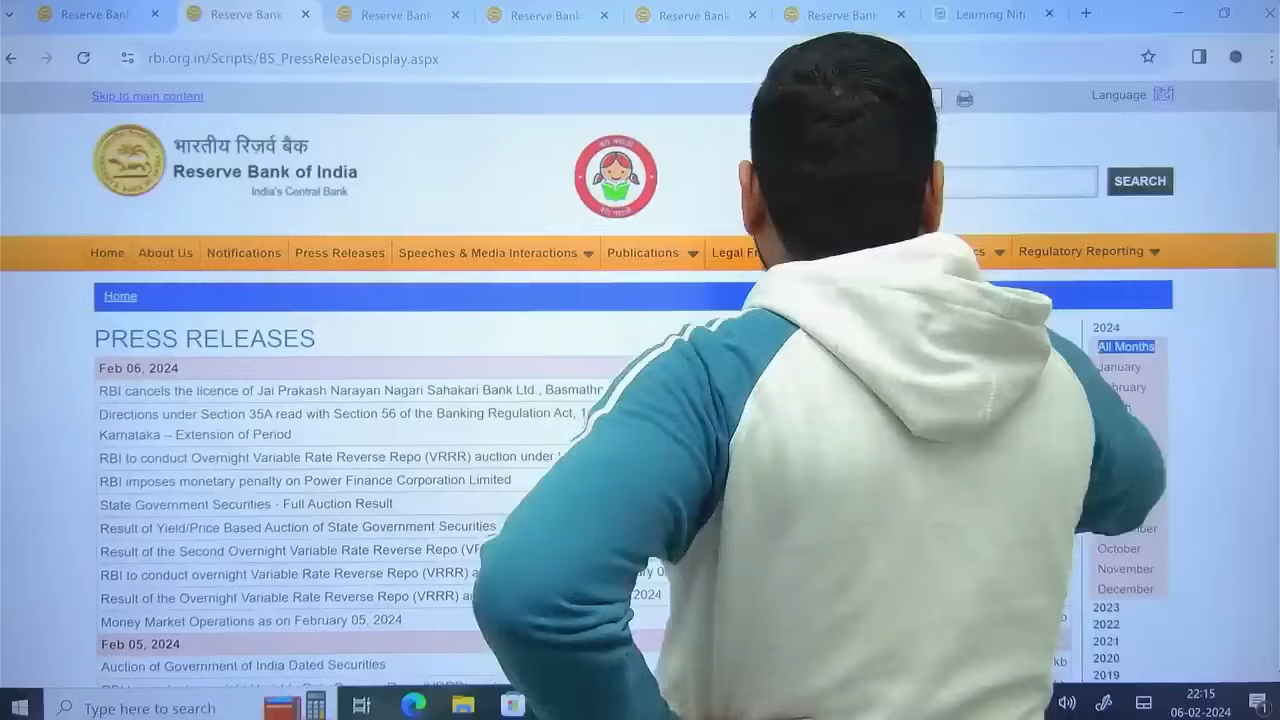 Reserve Bank
Reserve Bank
Reserve Bank
Reserve Bank
Reserve Bank
Reserve Bank
Learning Niti
rbi.org.in/Scripts/BS_PressReleaseDisplay.aspx
Skip to main content
Language हिंदी
भारतीय रिज़र्व बैंक
Reserve Bank of India
India's Central Bank
SEARCH
Home About Us Notifications Press Releases Speeches & Media Interactions Publications Legal Regulatory Reporting
Home
PRESS RELEASES
Feb 06, 2024
RBI cancels the licence of Jai Prakash Narayan Nagari Sahakari Bank Ltd.,
Directions under Section 35A read with Section 56 of the Banking Regulation Act,
Karnataka – Extension of Period
RBI to conduct Overnight Variable Rate Reverse Repo (VRRR) auction under
RBI imposes monetary penalty on Power Finance Corporation Limited
State Government Securities - Full Auction Result
Result of Yield/Price Based Auction of State Government Securities
Result of the Second Overnight Variable Rate Reverse Repo
RBI to conduct overnight Variable Rate Reverse Repo (VRRR)
Result of the Overnight Variable Rate Reverse Repo (VRRR) 2024
Money Market Operations as on February 05, 2024
Feb 05, 2024
Auction of Government of India Dated Securities
kb
2024
All Months
January
October
November
December
2023
2022
2021
2020
2019
Type here to search
22:15
06-02-2024